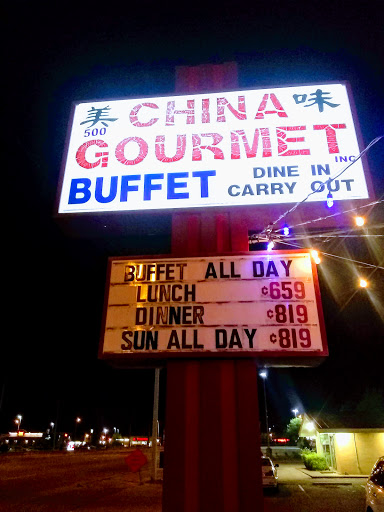 美 CHINA 味
500
GOURMET INC
BUFFET DINE IN
CARRY OUT
BUFFET ALL DAY
LUNCH ¢659
DINNER ¢819
SUN ALL DAY ¢819